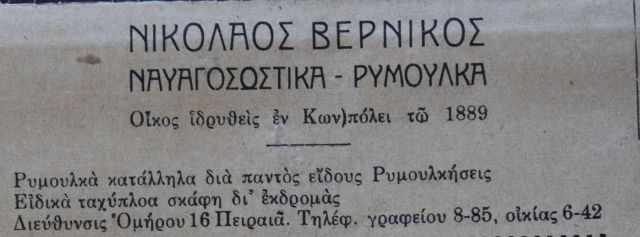 ΝΙΚΟΛΑΟΣ ΒΕΡΝΙΚΟΣ
ΝΑΥΑΓΟΣΩΣΤΙΚΑ - ΡΥΜΟΥΛΚΑ
Οἶκος ἱδρυθεὶς ἐν Κων)πόλει τῷ 1889
Ρυμουλκὰ κατάλληλα διὰ παντὸς εἴδους Ρυμουλκήσεις
Εἰδικὰ ταχύπλοα σκάφη δι' ἐκδρομὰς
Διεύθυνσις Ὁμήρου 16 Πειραιᾶ. Τηλέφ. γραφείου 8-85, οἰκίας 6-42